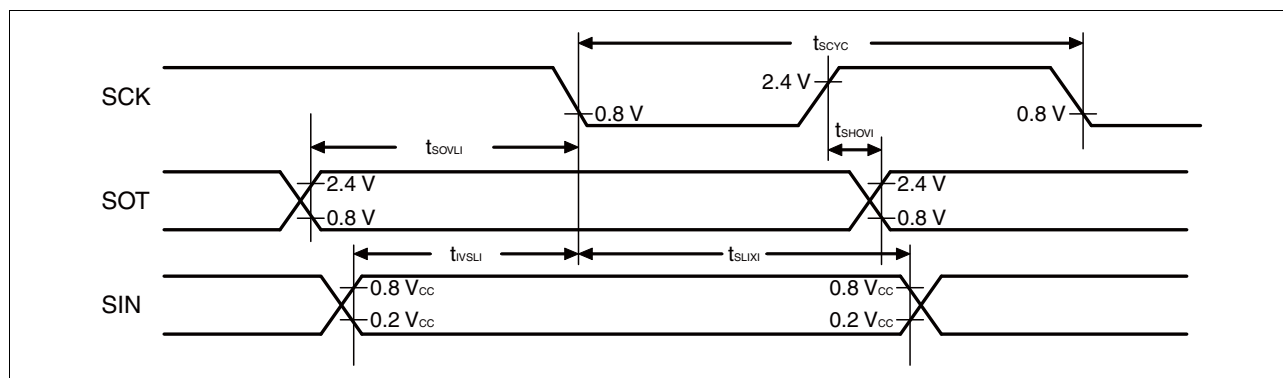 tSCYC
SCK
2.4 V
0.8 V
0.8 V
tSHOVI
tSOVLI
SOT
2.4 V
0.8 V
2.4 V
0.8 V
tIVSLI
tSLIXI
SIN
0.8 VCC
0.2 VCC
0.8 VCC
0.2 VCC